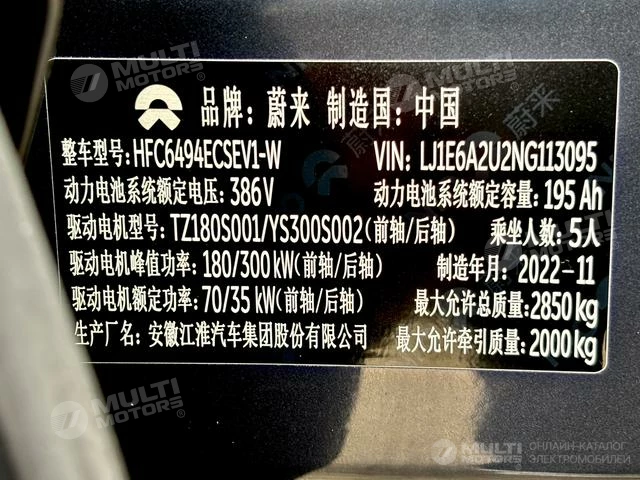 MULTI MOTORS
品牌: 蔚来 制造国: 中国
整车型号: HFC6494ECSEV1-W VIN: LJ1E6A2U2NG113095
动力电池系统额定电压: 386V 动力电池系统额定容量: 195 Ah
驱动电机型号: TZ180S001/YS300S002(前轴/后轴) 乘坐人数: 5人
驱动电机峰值功率: 180/300kW(前轴/后轴) 制造年月: 2022-11
驱动电机额定功率: 70/35 kW(前轴/后轴) 最大允许总质量: 2850kg
生产厂名: 安徽江淮汽车集团股份有限公司 最大允许牵引质量: 2000kg
MULTI MOTORS
MULTI MOTORS
ОНЛАЙН-КАТАЛОГ
ЭЛЕКТРОМОБИЛЕЙ